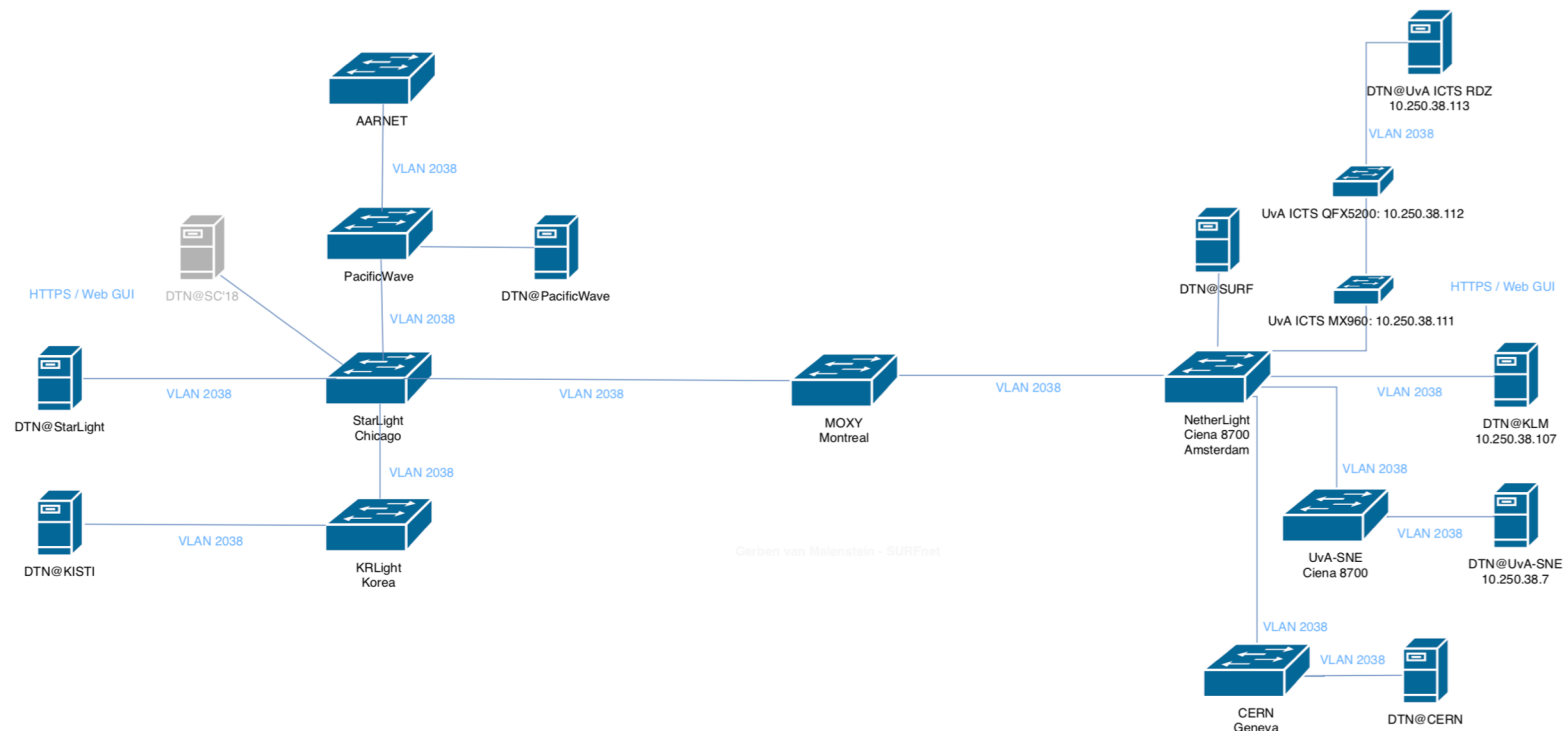 DTN@UvA ICTS RDZ
10.250.38.113
AARNET
VLAN 2038
VLAN 2038
UvA ICTS QFX5200: 10.250.38.112
PacificWave
DTN@PacificWave
DTN@SC'18
HTTPS / Web GUI
DTN@SURF
HTTPS / Web GUI
VLAN 2038
UvA ICTS MX960: 10.250.38.111
VLAN 2038
VLAN 2038
VLAN 2038
VLAN 2038
DTN@StarLight
StarLight
Chicago
MOXY
Montreal
NetherLight
Ciena 8700
Amsterdam
DTN@KLM
10.250.38.107
VLAN 2038
VLAN 2038
VLAN 2038
VLAN 2038
DTN@KISTI
KRLight
Korea
Gerben van Malenstein - SURFnet
UvA-SNE
Ciena 8700
DTN@UvA-SNE
10.250.38.7
VLAN 2038
VLAN 2038
CERN
Geneva
DTN@CERN